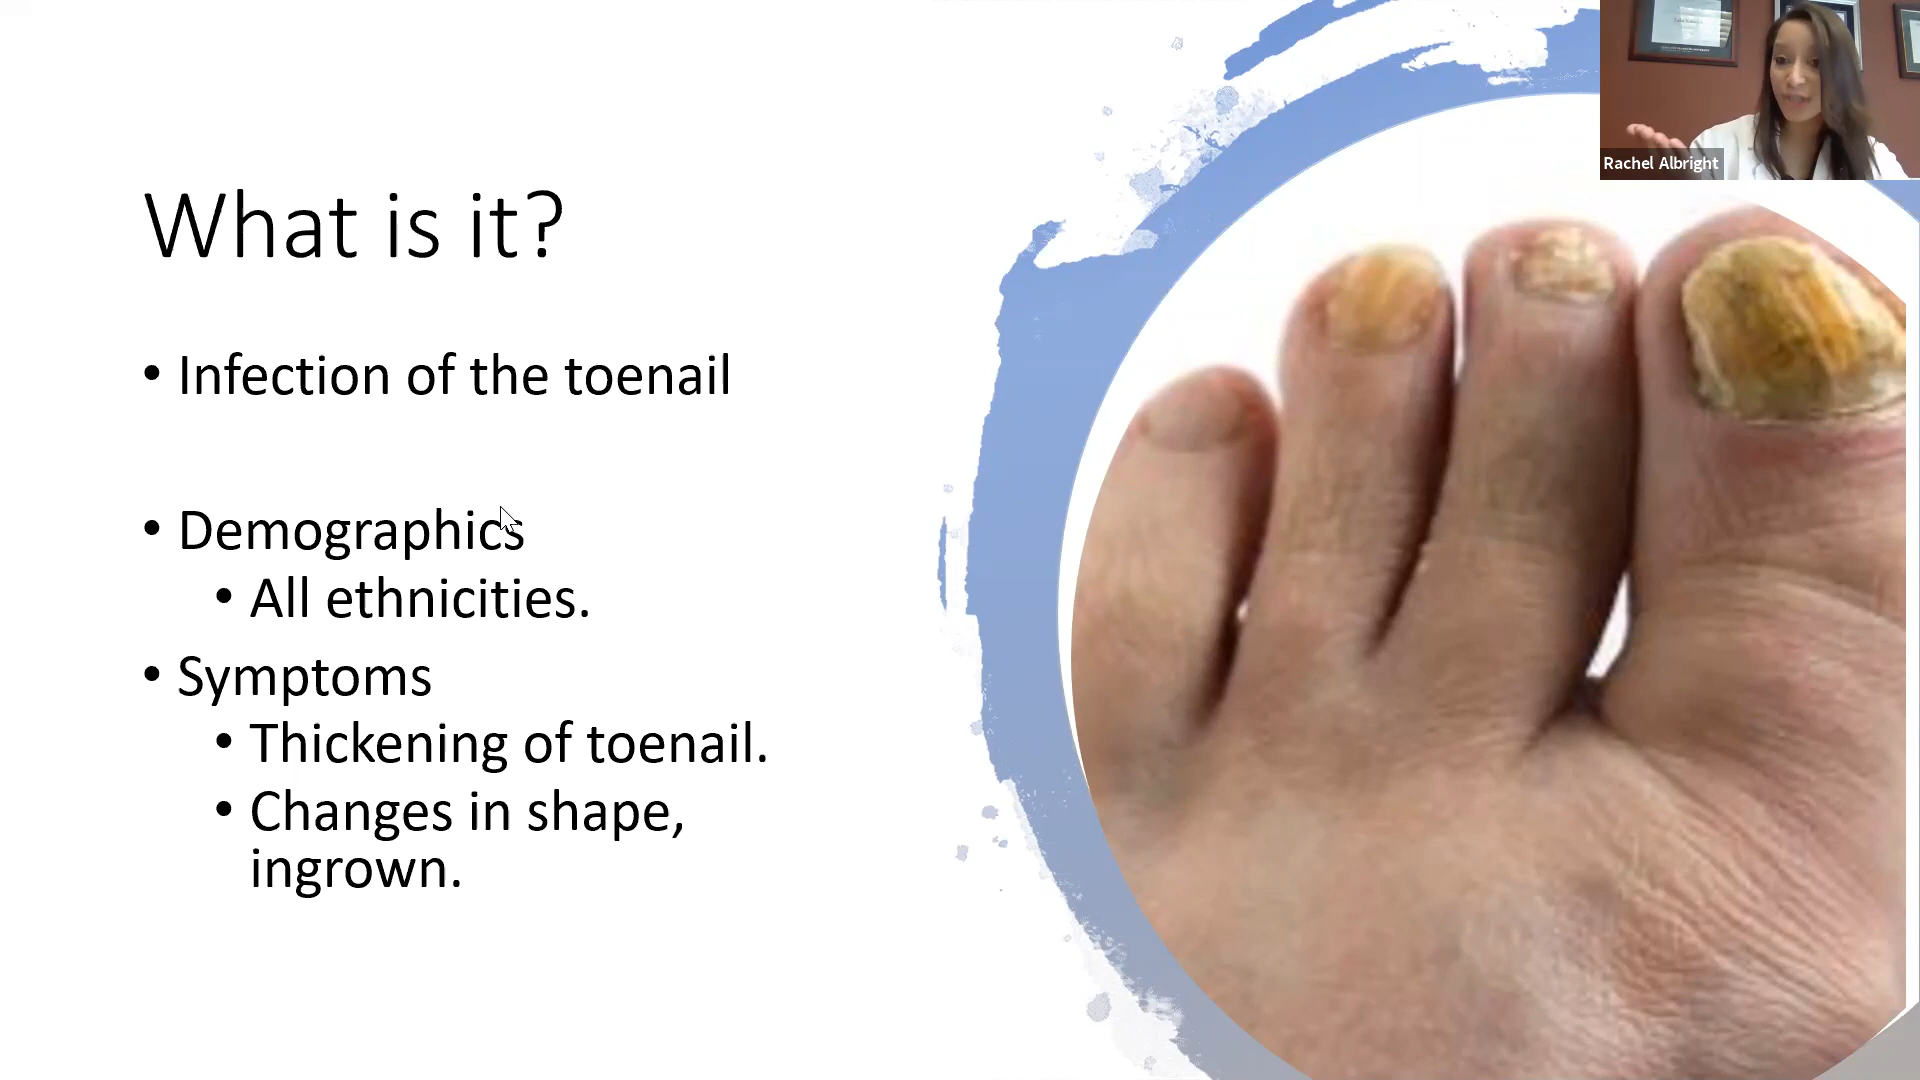 What is it?
• Infection of the toenail
• Demographics
• All ethnicities.
• Symptoms
• Thickening of toenail.
• Changes in shape,
ingrown.
Rachel Albright